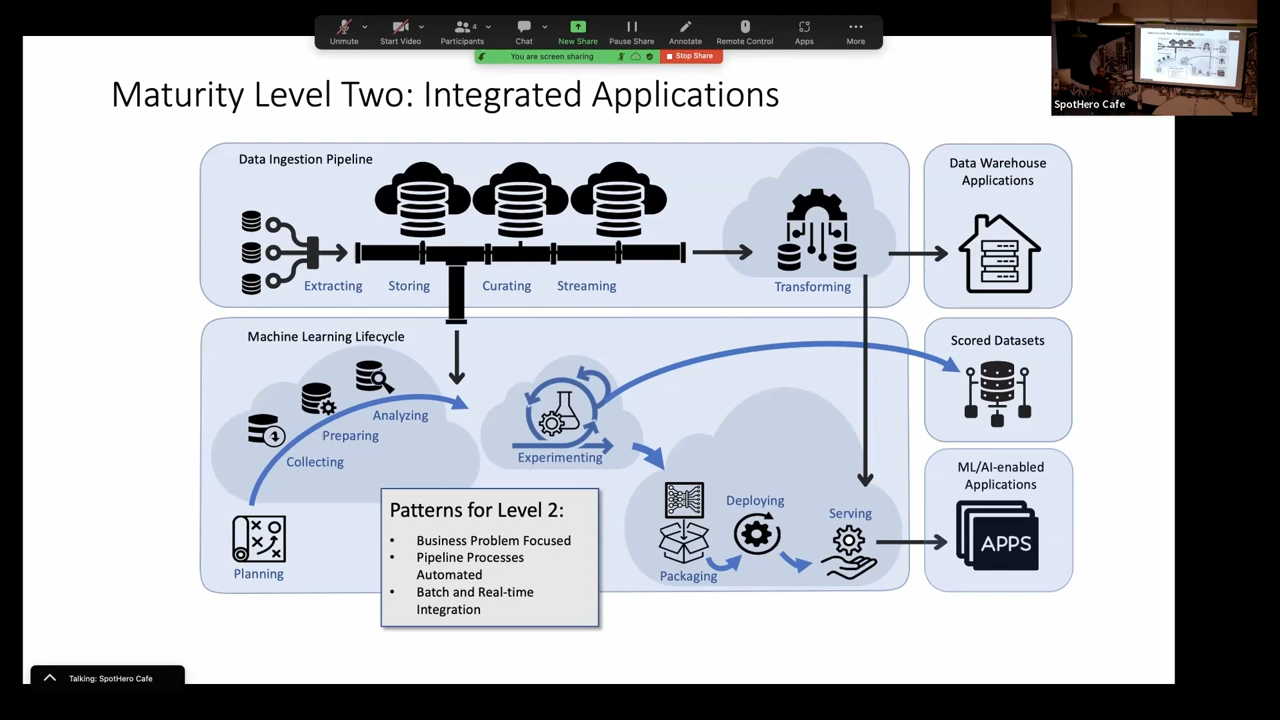 Unmute
Start Video
4
Participants
Chat
New Share
Pause Share
Annotate
Remote Control
Apps
More
You are screen sharing
Stop Share
SpotHero Cafe
Maturity Level Two: Integrated Applications
Data Ingestion Pipeline
Extracting
Storing
Curating
Streaming
Transforming
Data Warehouse
Applications
Machine Learning Lifecycle
Analyzing
Preparing
Collecting
Planning
Experimenting
Packaging
Deploying
Serving
Scored Datasets
ML/AI-enabled
Applications
APPS
Patterns for Level 2:
• Business Problem Focused
• Pipeline Processes
Automated
• Batch and Real-time
Integration
Talking: SpotHero Cafe